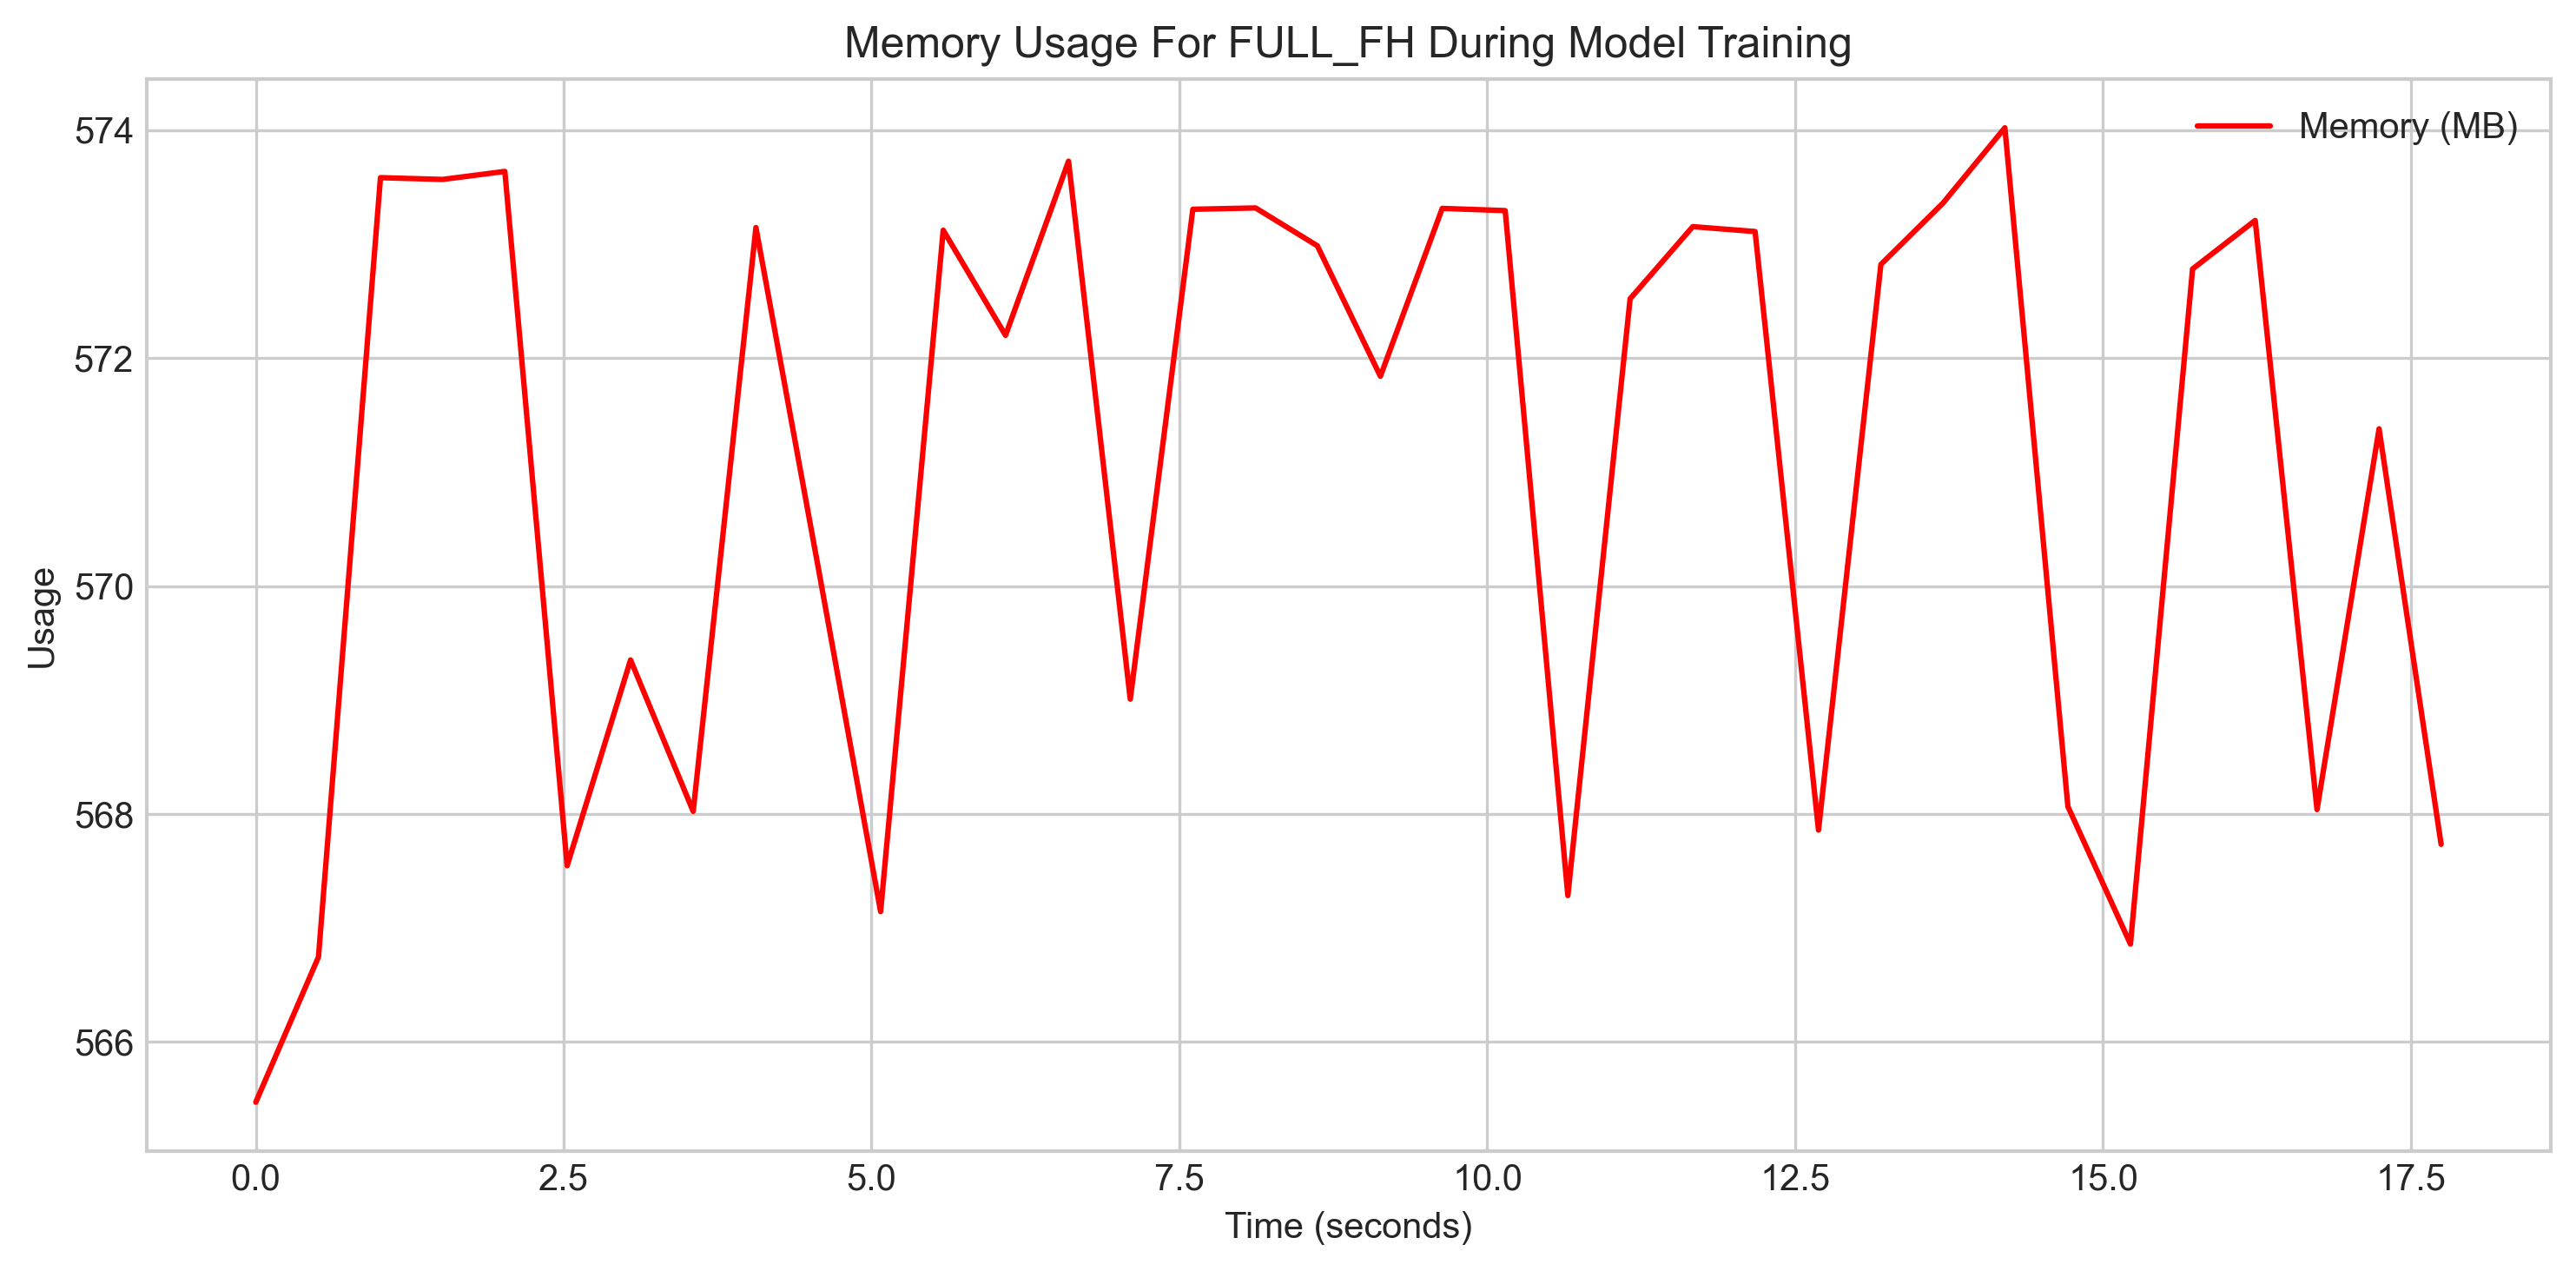 Memory Usage For FULL_FH During Model Training
Memory (MB)
574
572
570
568
566
Usage
0.0 2.5 5.0 7.5 10.0 12.5 15.0 17.5
Time (seconds)